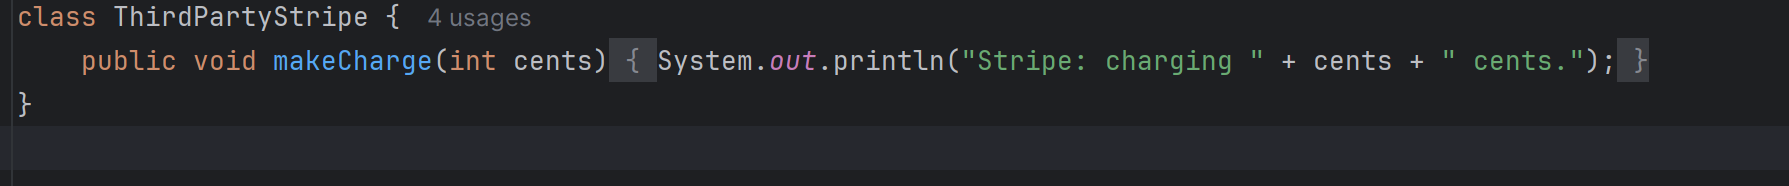 class ThirdPartyStripe {  4 usages
    public void makeCharge(int cents) { System.out.println("Stripe: charging " + cents + " cents."); }
}